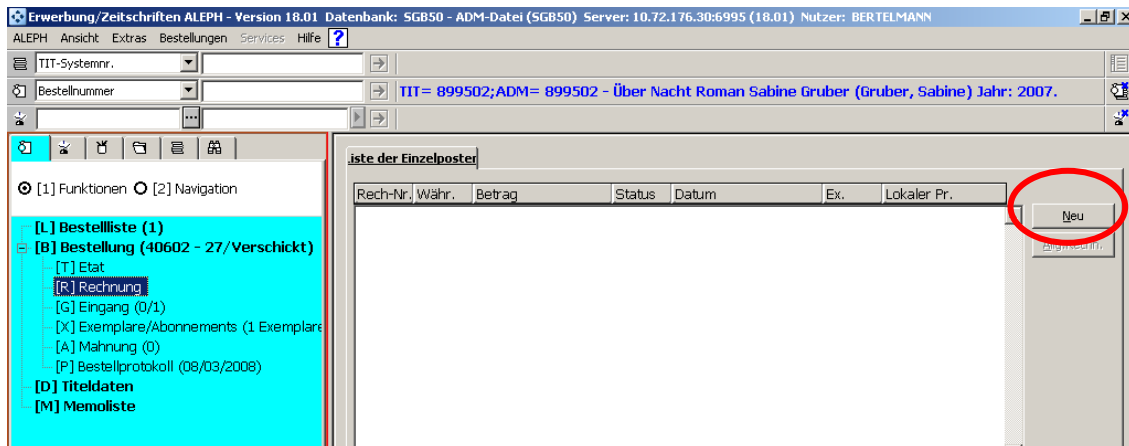 Erwerbung/Zeitschriften ALEPH - Version 18.01 Datenbank: SGB50 - ADM-Datei (SGB50) Server: 10.72.176.30:6995 (18.01) Nutzer: BERTELMANN
ALEPH Ansicht Extras Bestellungen Services Hilfe ?
TIT-Systemnr.
Bestellnummer TIT= 899502;ADM= 899502 - Über Nacht Roman Sabine Gruber (Gruber, Sabine) Jahr: 2007.
...
[1] Funktionen [2] Navigation
[L] Bestellliste (1)
[B] Bestellung (40602 - 27/Verschickt)
[T] Etat
[R] Rechnung
[G] Eingang (0/1)
[X] Exemplare/Abonnements (1 Exemplare
[A] Mahnung (0)
[P] Bestellprotokoll (08/03/2008)
[D] Titeldaten
[M] Memoliste
.iste der Einzelposter
Rech-Nr. Währ. Betrag Status Datum Ex. Lokaler Pr.
Neu